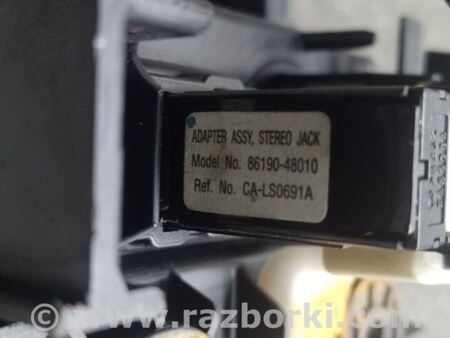 ADAPTER ASSY, STEREO JACK
Model No. 86190-48010
Ref. No. CA-LS0691A
© www.razborki.com